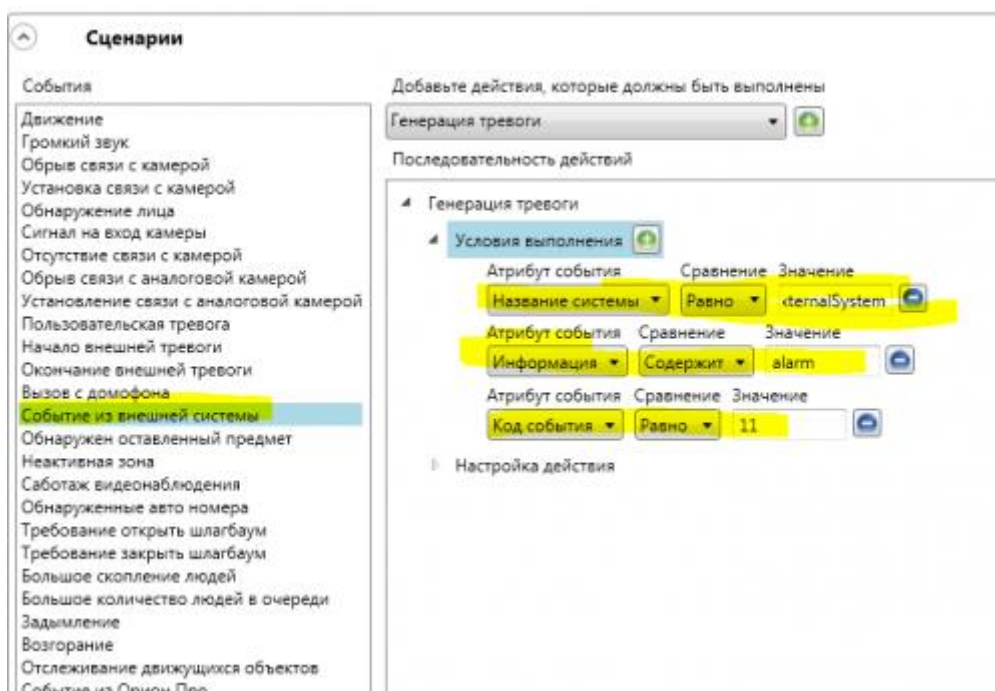 Сценарии
События
Движение
Громкий звук
Обрыв связи с камерой
Установка связи с камерой
Обнаружение лица
Сигнал на вход камеры
Отсутствие связи с камерой
Обрыв связи с аналоговой камерой
Установление связи с аналоговой камерой
Пользовательская тревога
Начало внешней тревоги
Окончание внешней тревоги
Вызов с домофона
Событие из внешней системы
Обнаружен оставленный предмет
Неактивная зона
Саботаж видеонаблюдения
Обнаруженные авто номера
Требование открыть шлагбаум
Требование закрыть шлагбаум
Большое скопление людей
Большое количество людей в очереди
Задымление
Возгорание
Отслеживание движущихся объектов
Событие из Орион Про
Добавьте действия, которые должны быть выполнены
Генерация тревоги
Последовательность действий
Генерация тревоги
Условия выполнения
Атрибут события Сравнение Значение
Название системы Равно ternalSystem
Атрибут события Сравнение Значение
Информация Содержит alarm
Атрибут события Сравнение Значение
Код события Равно 11
Настройка действия